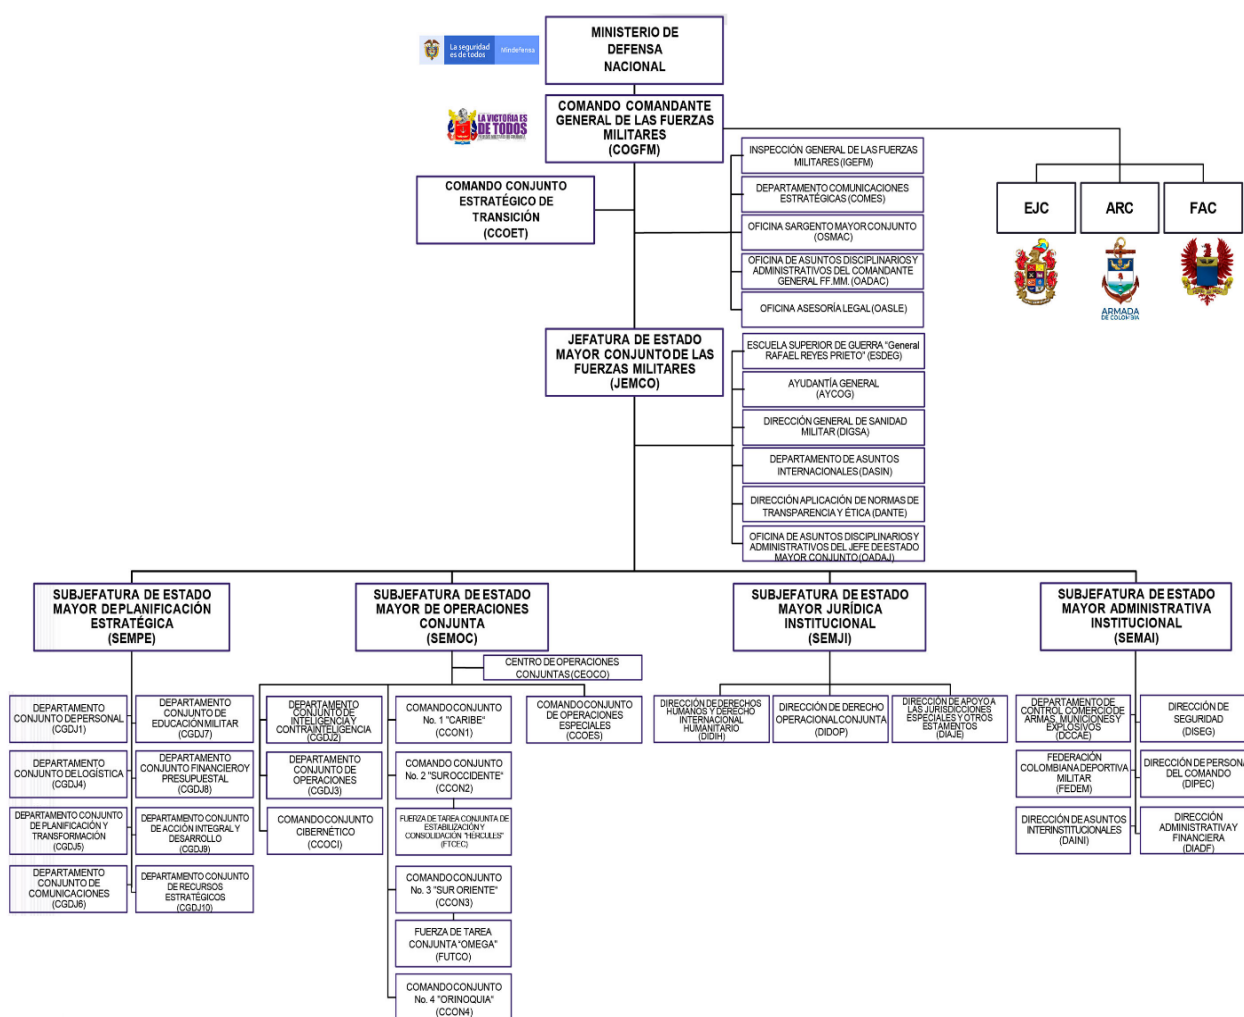 MINISTERIO DE
DEFENSA
NACIONAL
La seguridad
es de todos
Mindefensa
COMANDO COMANDANTE
GENERAL DE LAS FUERZAS
MILITARES
(COGFM)
LA VICTORIA ES
DE TODOS
COMANDO CONJUNTO
ESTRATÉGICO DE
TRANSICIÓN
(CCOET)
INSPECCIÓN GENERAL DE LAS FUERZAS
MILITARES (IGEFM)
DEPARTAMENTO COMUNICACIONES
ESTRATÉGICAS (COMES)
OFICINA SARGENTO MAYOR CONJUNTO
(OSMAC)
OFICINA DE ASUNTOS DISCIPLINARIOS Y
ADMINISTRATIVOS DEL COMANDANTE
GENERAL FF.MM. (OADAC)
OFICINA ASESORÍA LEGAL (OASLE)
EJC
ARC
FAC
ARMADA
DE COLOMBIA
JEFATURA DE ESTADO
MAYOR CONJUNTO DE LAS
FUERZAS MILITARES
(JEMCO)
ESCUELA SUPERIOR DE GUERRA "General
RAFAEL REYES PRIETO" (ESDEG)
AYUDANTÍA GENERAL
(AYCOG)
DIRECCIÓN GENERAL DE SANIDAD
MILITAR (DIGSA)
DEPARTAMENTO DE ASUNTOS
INTERNACIONALES (DASIN)
DIRECCIÓN APLICACIÓN DE NORMAS DE
TRANSPARENCIA Y ÉTICA (DANTE)
OFICINA DE ASUNTOS DISCIPLINARIOS Y
ADMINISTRATIVOS DEL JEFE DE ESTADO
MAYOR CONJUNTO (OADAJ)
SUBJEFATURA DE ESTADO
MAYOR DE PLANIFICACIÓN
ESTRATÉGICA
(SEMPE)
SUBJEFATURA DE ESTADO
MAYOR DE OPERACIONES
CONJUNTA
(SEMOC)
SUBJEFATURA DE ESTADO
MAYOR JURÍDICA
INSTITUCIONAL
(SEMJI)
SUBJEFATURA DE ESTADO
MAYOR ADMINISTRATIVA
INSTITUCIONAL
(SEMAI)
CENTRO DE OPERACIONES
CONJUNTAS (CEOCO)
DEPARTAMENTO
CONJUNTO DE PERSONAL
(CGDJ1)
DEPARTAMENTO
CONJUNTO DE
EDUCACIÓN MILITAR
(CGDJ7)
DEPARTAMENTO
CONJUNTO DE LOGÍSTICA
(CGDJ4)
DEPARTAMENTO
CONJUNTO FINANCIERO Y
PRESUPUESTAL
(CGDJ8)
DEPARTAMENTO CONJUNTO
DE PLANIFICACIÓN Y
TRANSFORMACIÓN
(CGDJ5)
DEPARTAMENTO CONJUNTO
DE ACCIÓN INTEGRAL Y
DESARROLLO
(CGDJ9)
DEPARTAMENTO
CONJUNTO DE
COMUNICACIONES
(CGDJ6)
DEPARTAMENTO CONJUNTO
DE RECURSOS
ESTRATÉGICOS
(CGDJ10)
DEPARTAMENTO
CONJUNTO DE
INTELIGENCIA Y
CONTRAINTELIGENCIA
(CGDJ2)
DEPARTAMENTO
CONJUNTO DE
OPERACIONES
(CGDJ3)
COMANDO CONJUNTO
CIBERNÉTICO
(CCOCI)
COMANDO CONJUNTO
No. 1 "CARIBE"
(CCON1)
COMANDO CONJUNTO
No. 2 "SUROCCIDENTE"
(CCON2)
FUERZA DE TAREA CONJUNTA DE
ESTABILIZACIÓN Y
CONSOLIDACIÓN "HÉRCULES"
(FTCEC)
COMANDO CONJUNTO
No. 3 "SUR ORIENTE"
(CCON3)
FUERZA DE TAREA
CONJUNTA "OMEGA"
(FUTCO)
COMANDO CONJUNTO
No. 4 "ORINOQUIA"
(CCON4)
COMANDO CONJUNTO
DE OPERACIONES
ESPECIALES
(CCOES)
DIRECCIÓN DE DERECHOS
HUMANOS Y DERECHO
INTERNACIONAL
HUMANITARIO
(DIDIH)
DIRECCIÓN DE DERECHO
OPERACIONAL CONJUNTA
(DIDOP)
DIRECCIÓN DE APOYO A
LAS JURISDICCIONES
ESPECIALES Y OTROS
ESTAMENTOS
(DIAJE)
DEPARTAMENTO DE
CONTROL COMERCIO DE
ARMAS, MUNICIONES Y
EXPLOSIVOS
(DCCAE)
DIRECCIÓN DE
SEGURIDAD
(DISEG)
FEDERACIÓN
COLOMBIANA DEPORTIVA
MILITAR
(FEDEM)
DIRECCIÓN DE PERSONA
DEL COMANDO
(DIPEC)
DIRECCIÓN DE ASUNTOS
INTERINSTITUCIONALES
(DAINI)
DIRECCIÓN
ADMINISTRATIVA Y
FINANCIERA
(DIADF)